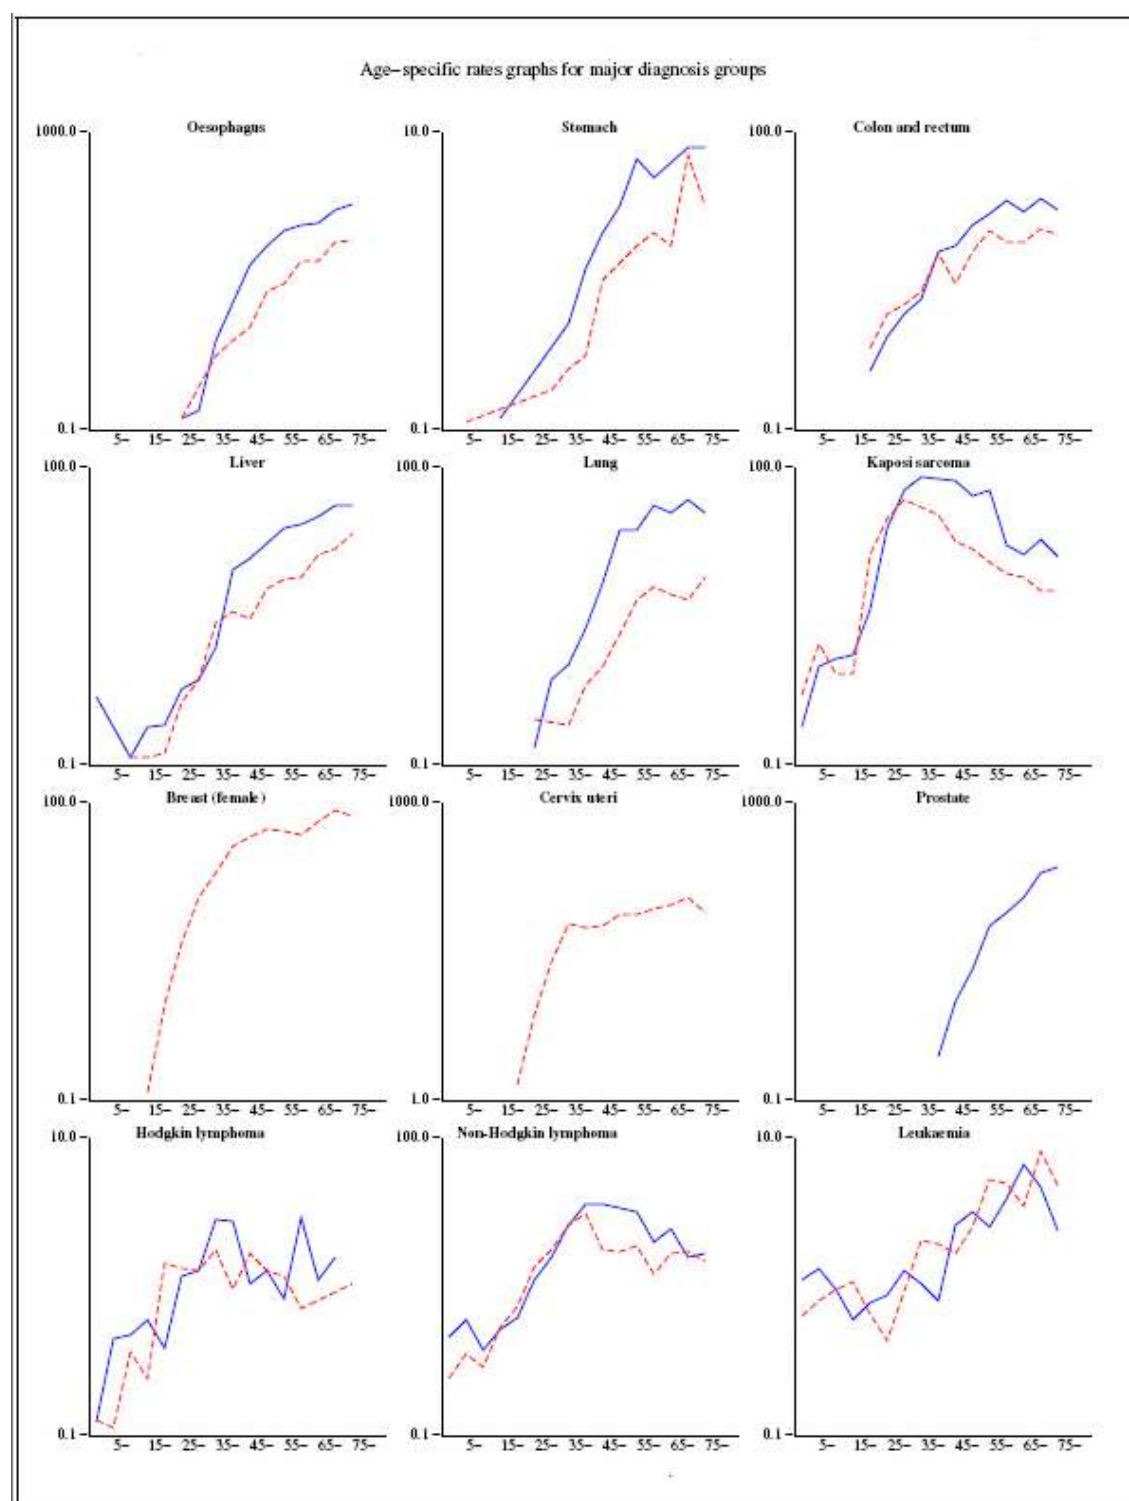 Age-specific rates graphs for major diagnosis groups
Oesophagus
1000.0
0.1
5- 15- 25- 35- 45- 55- 65- 75-
Stomach
10.0
0.1
5- 15- 25- 35- 45- 55- 65- 75-
Colon and rectum
100.0
0.1
5- 15- 25- 35- 45- 55- 65- 75-
Liver
100.0
0.1
5- 15- 25- 35- 45- 55- 65- 75-
Lung
100.0
0.1
5- 15- 25- 35- 45- 55- 65- 75-
Kaposi sarcoma
100.0
0.1
5- 15- 25- 35- 45- 55- 65- 75-
Breast (female)
100.0
0.1
5- 15- 25- 35- 45- 55- 65- 75-
Cervix uteri
1000.0
1.0
5- 15- 25- 35- 45- 55- 65- 75-
Prostate
1000.0
0.1
5- 15- 25- 35- 45- 55- 65- 75-
Hodgkin lymphoma
10.0
0.1
5- 15- 25- 35- 45- 55- 65- 75-
Non-Hodgkin lymphoma
100.0
0.1
5- 15- 25- 35- 45- 55- 65- 75-
Leukaemia
10.0
0.1
5- 15- 25- 35- 45- 55- 65- 75-